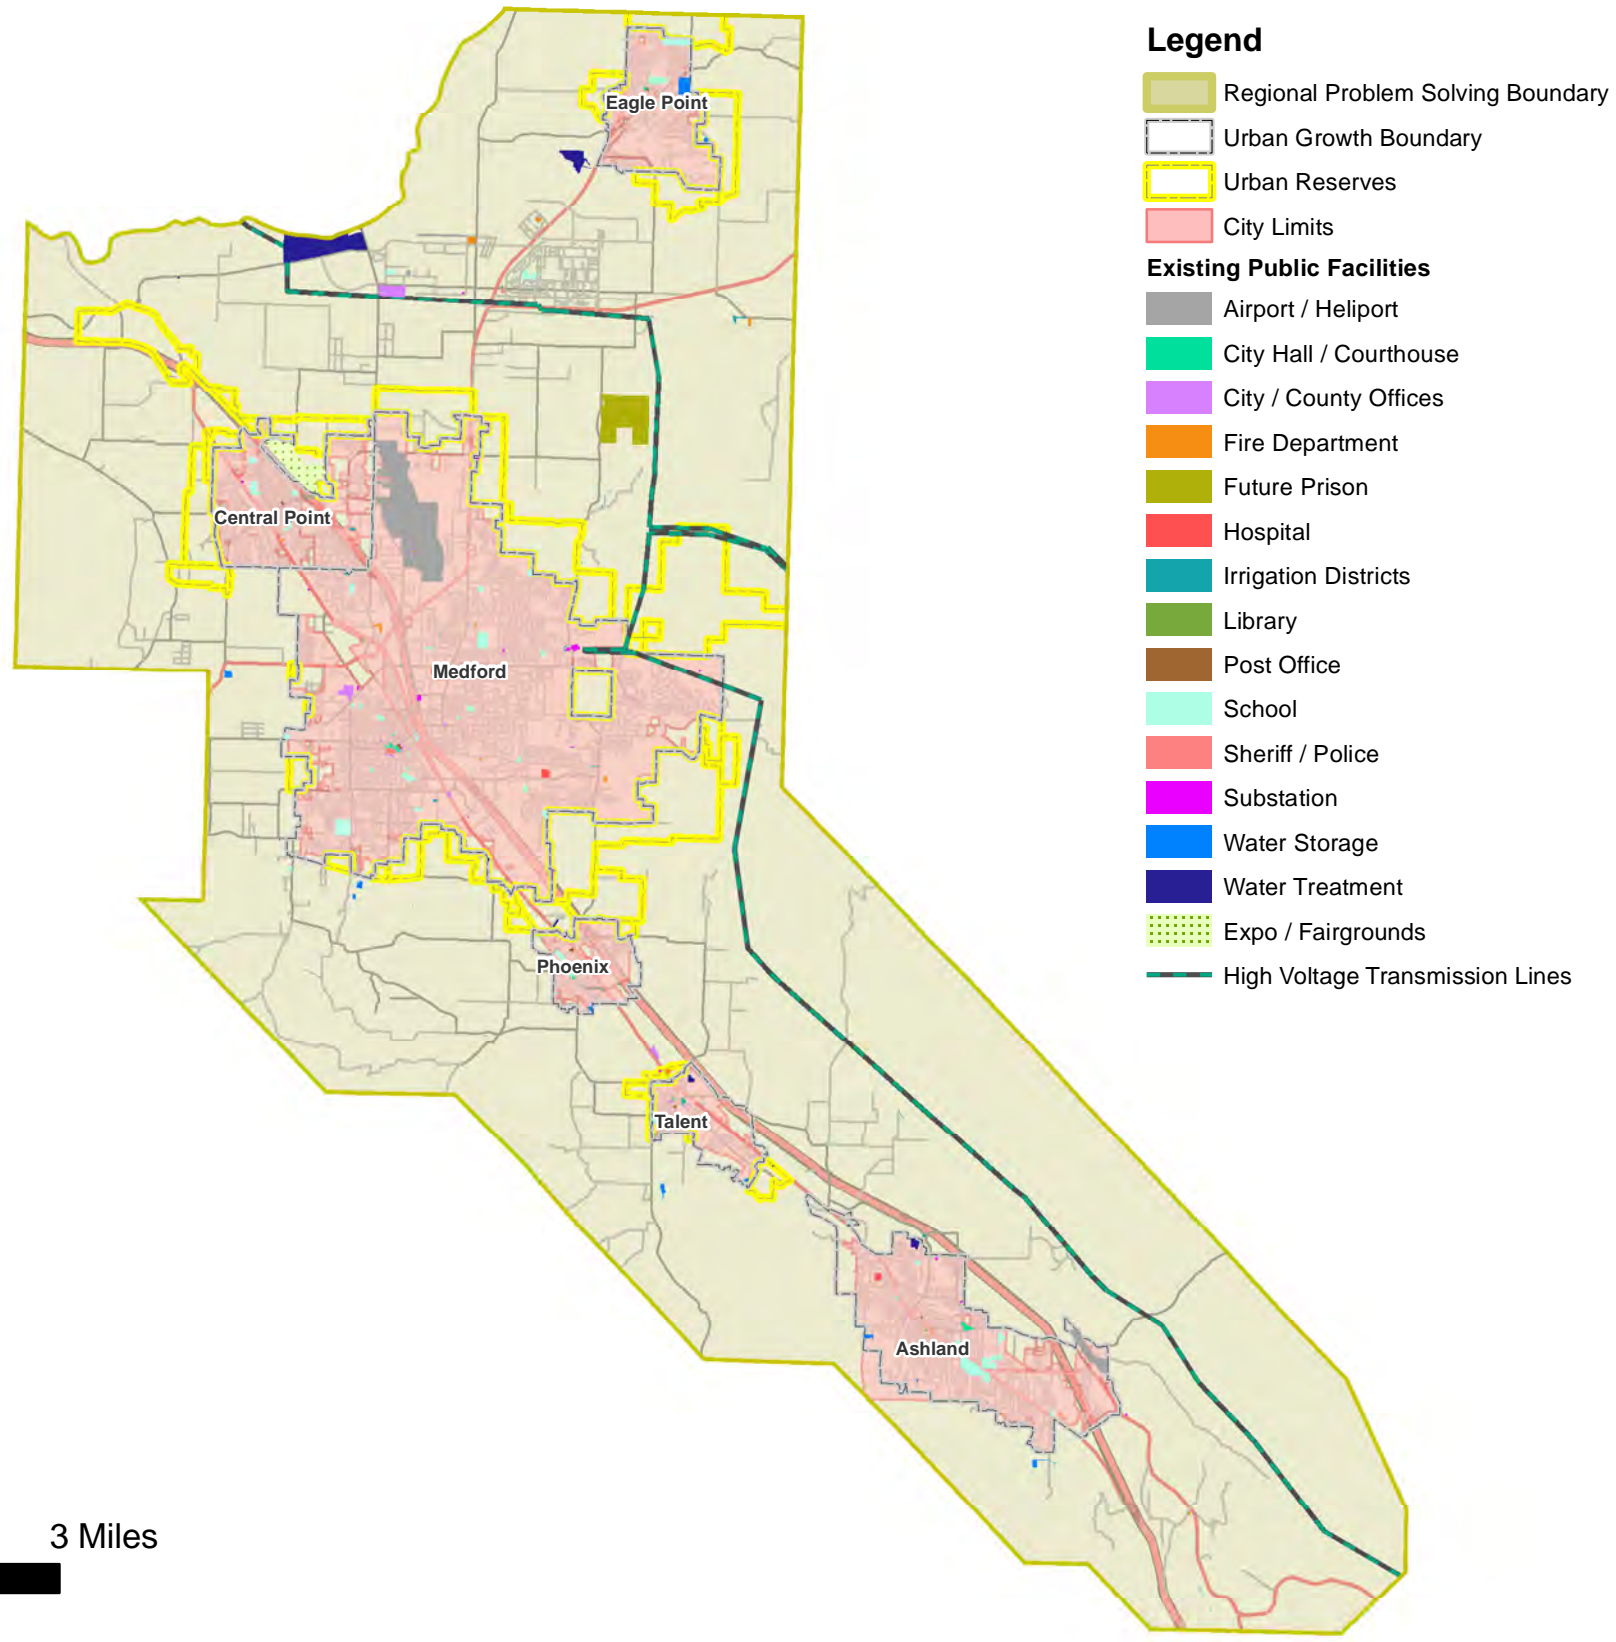 Legend
Regional Problem Solving Boundary
Urban Growth Boundary
Urban Reserves
City Limits
Existing Public Facilities
Airport / Heliport
City Hall / Courthouse
City / County Offices
Fire Department
Future Prison
Hospital
Irrigation Districts
Library
Post Office
School
Sheriff / Police
Substation
Water Storage
Water Treatment
Expo / Fairgrounds
High Voltage Transmission Lines
Eagle Point
Central Point
Medford
Phoenix
Talent
Ashland
3 Miles